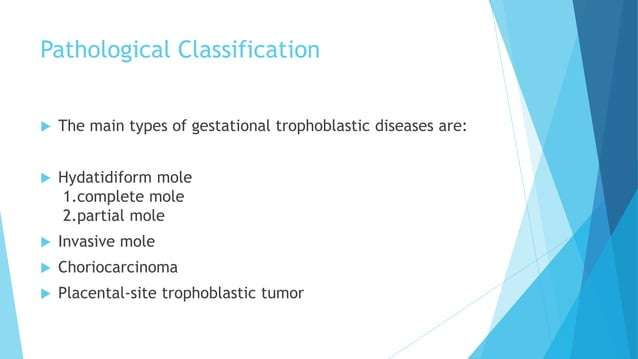 Pathological Classification
The main types of gestational trophoblastic diseases are:
Hydatidiform mole
1.complete mole
2.partial mole
Invasive mole
Choriocarcinoma
Placental-site trophoblastic tumor